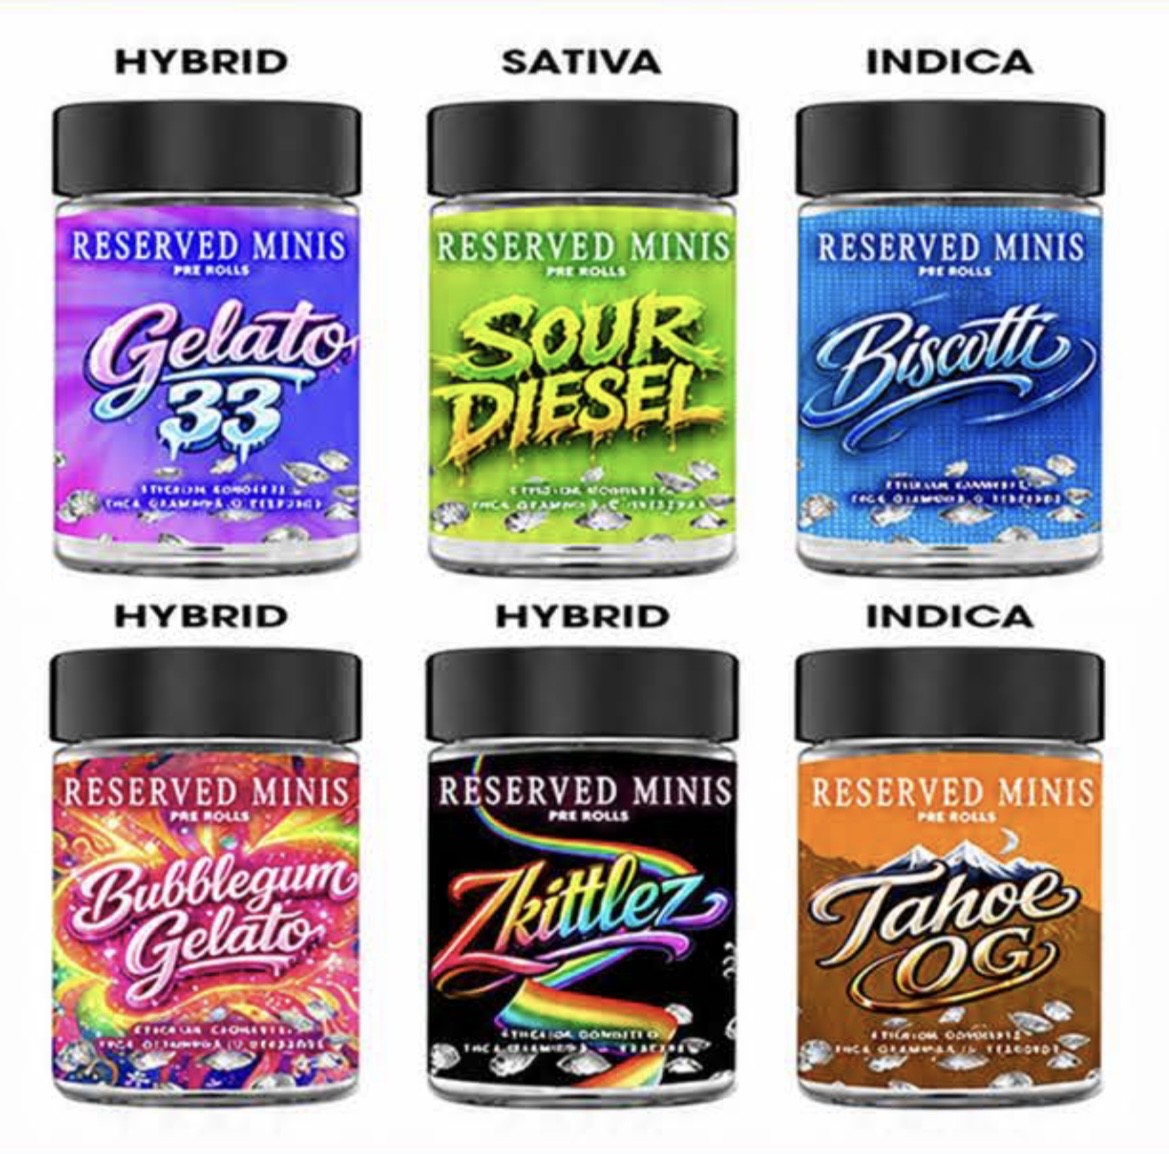 HYBRID
SATIVA
INDICA
RESERVED MINIS
PRE ROLLS
Gelato
33
RESERVED MINIS
PRE ROLLS
SOUR
DIESEL
RESERVED MINIS
PRE ROLLS
Biscotti
HYBRID
HYBRID
INDICA
RESERVED MINIS
PRE ROLLS
Bubblegum
Gelato
RESERVED MINIS
PRE ROLLS
Zkittlez
RESERVED MINIS
PRE ROLLS
Tahoe
OG